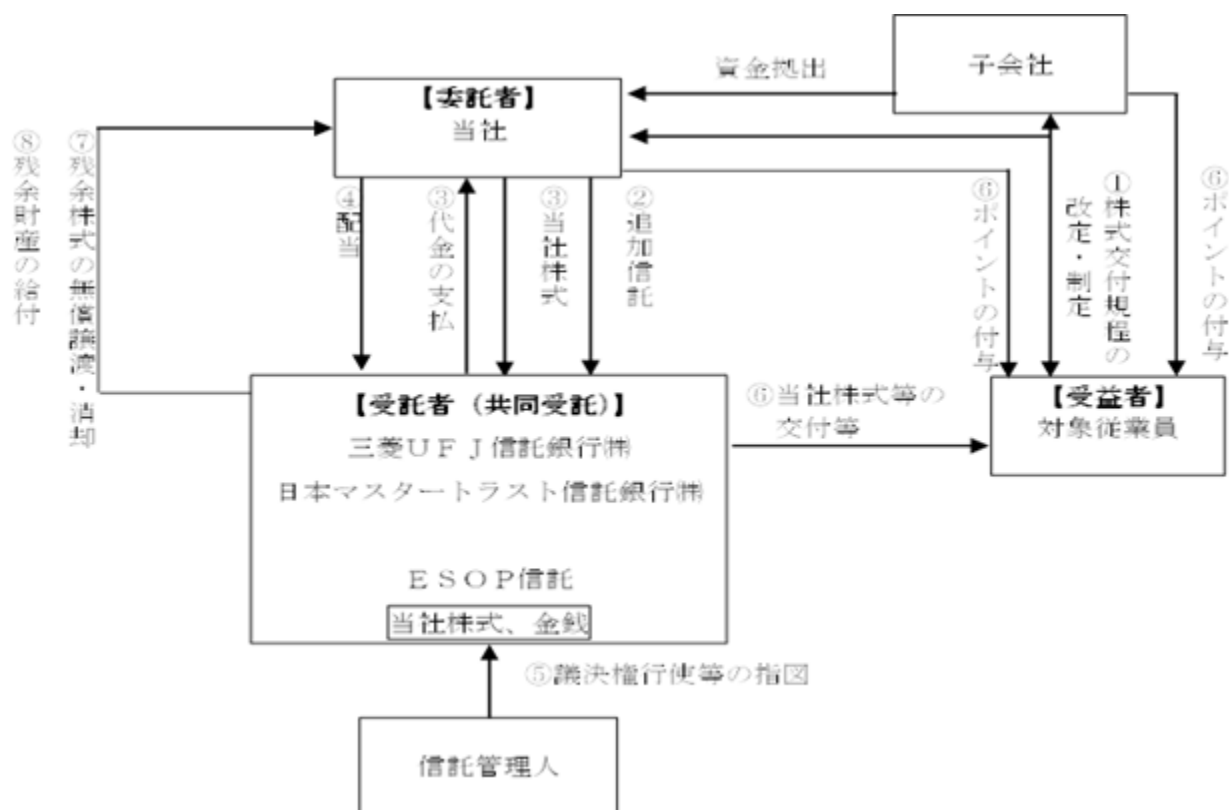 子会社
資金拠出
【委託者】
当社
⑧残余財産の給付
⑦残余株式の無償譲渡・消却
④配当
③代金の支払
③当社株式
②追加信託
⑥ポイントの付与
①株式交付規程の
改定・制定
⑥ポイントの付与
【受託者（共同受託）】
三菱ＵＦＪ信託銀行㈱
日本マスタートラスト信託銀行㈱
ＥＳＯＰ信託
当社株式、金銭
⑥当社株式等の
交付等
【受益者】
対象従業員
⑤議決権行使等の指図
信託管理人